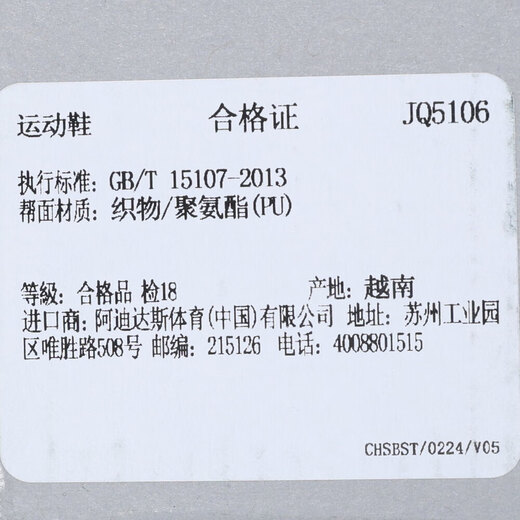 运动鞋 合格证 JQ5106
执行标准: GB/T 15107-2013
帮面材质: 织物/聚氨酯(PU)
等級: 合格品 检18 产地: 越南
进口商: 阿迪达斯体育(中国)有限公司 地址: 苏州工业园
区唯胜路508号 邮编: 215126 电话: 4008801515
CHSBST/0224/V05